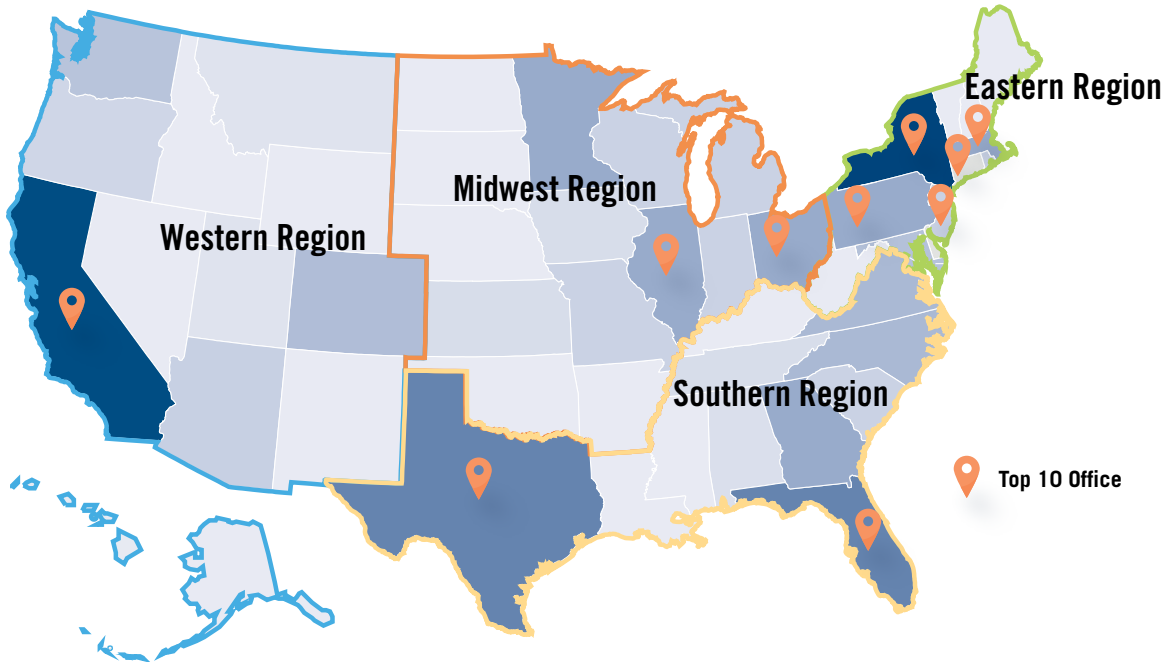 Eastern Region
Midwest Region
Western Region
Southern Region
Top 10 Office